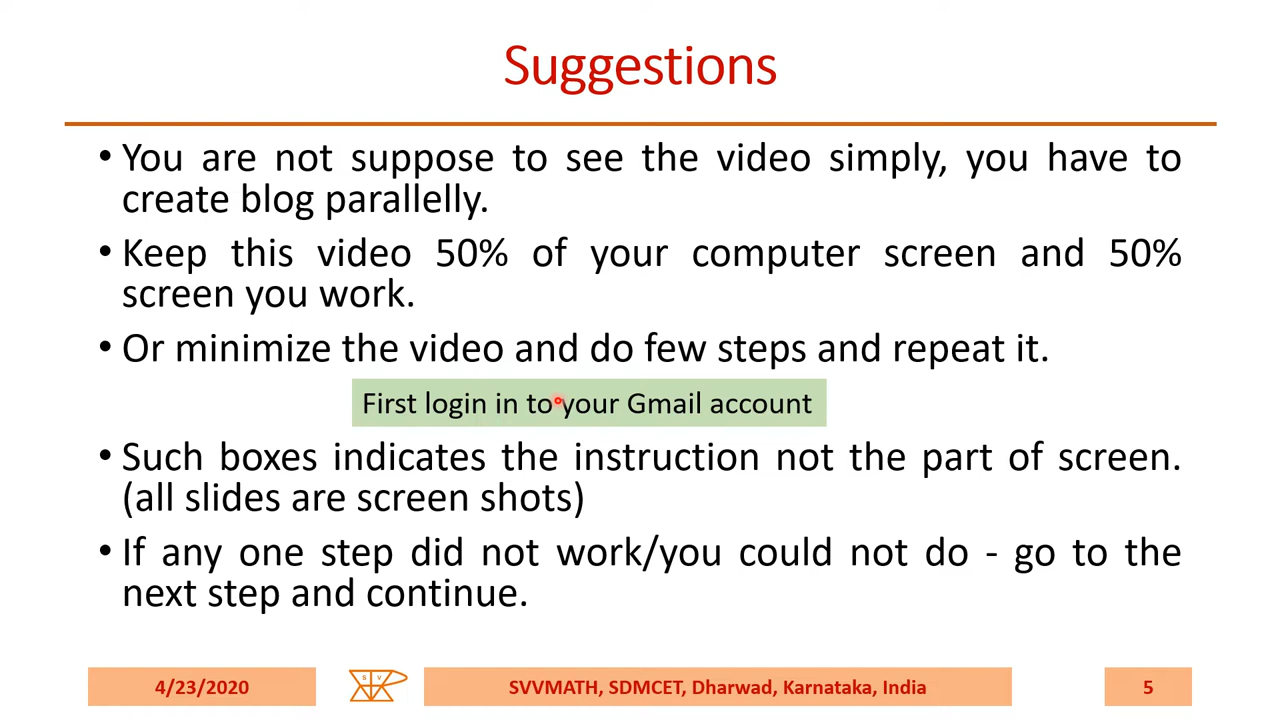 Suggestions
• You are not suppose to see the video simply, you have to
create blog parallelly.
• Keep this video 50% of your computer screen and 50%
screen you work.
• Or minimize the video and do few steps and repeat it.
First login in to your Gmail account
• Such boxes indicates the instruction not the part of screen.
(all slides are screen shots)
• If any one step did not work/you could not do - go to the
next step and continue.
4/23/2020
S V
SVVMATH, SDMCET, Dharwad, Karnataka, India
5